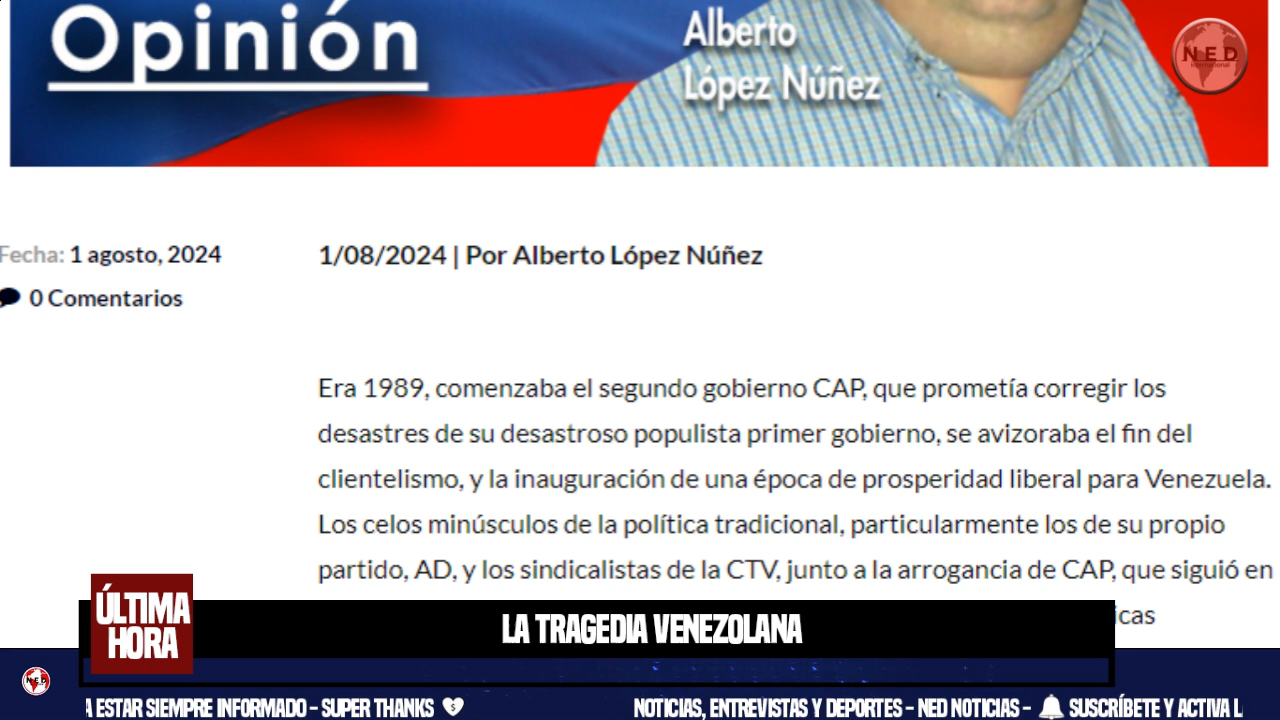 Opinión
Alberto
López Núñez
NED
international
Fecha: 1 agosto, 2024
1/08/2024 | Por Alberto López Núñez
0 Comentarios
Era 1989, comenzaba el segundo gobierno CAP, que prometía corregir los
desastres de su desastroso populista primer gobierno, se avizoraba el fin del
clientelismo, y la inauguración de una época de prosperidad liberal para Venezuela.
Los celos minúsculos de la política tradicional, particularmente los de su propio
partido, AD, y los sindicalistas de la CTV, junto a la arrogancia de CAP, que siguió en
icas
ÚLTIMA
HORA
LA TRAGEDIA VENEZOLANA
NED
A ESTAR SIEMPRE INFORMADO - SUPER THANKS NOTICIAS, ENTREVISTAS Y DEPORTES - NED NOTICIAS - SUSCRÍBETE Y ACTIVA L